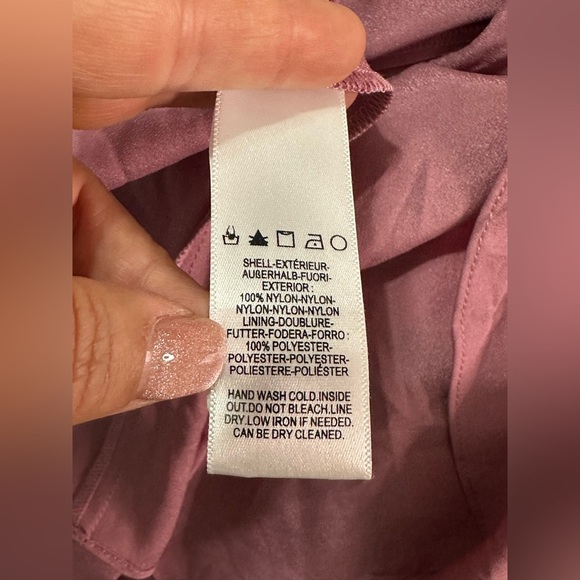 SHELL-EXTÉRIEUR-
AUßERHALB-FUORI-
EXTERIOR :
100% NYLON-NYLON-
NYLON-NYLON-NYLON
LINING-DOUBLURE-
FUTTER-FODERA-FORRO :
100% POLYESTER-
POLYESTER-POLYESTER-
POLIESTERE-POLIÉSTER
HAND WASH COLD.INSIDE
OUT.DO NOT BLEACH.LINE
DRY.LOW IRON IF NEEDED.
CAN BE DRY CLEANED.